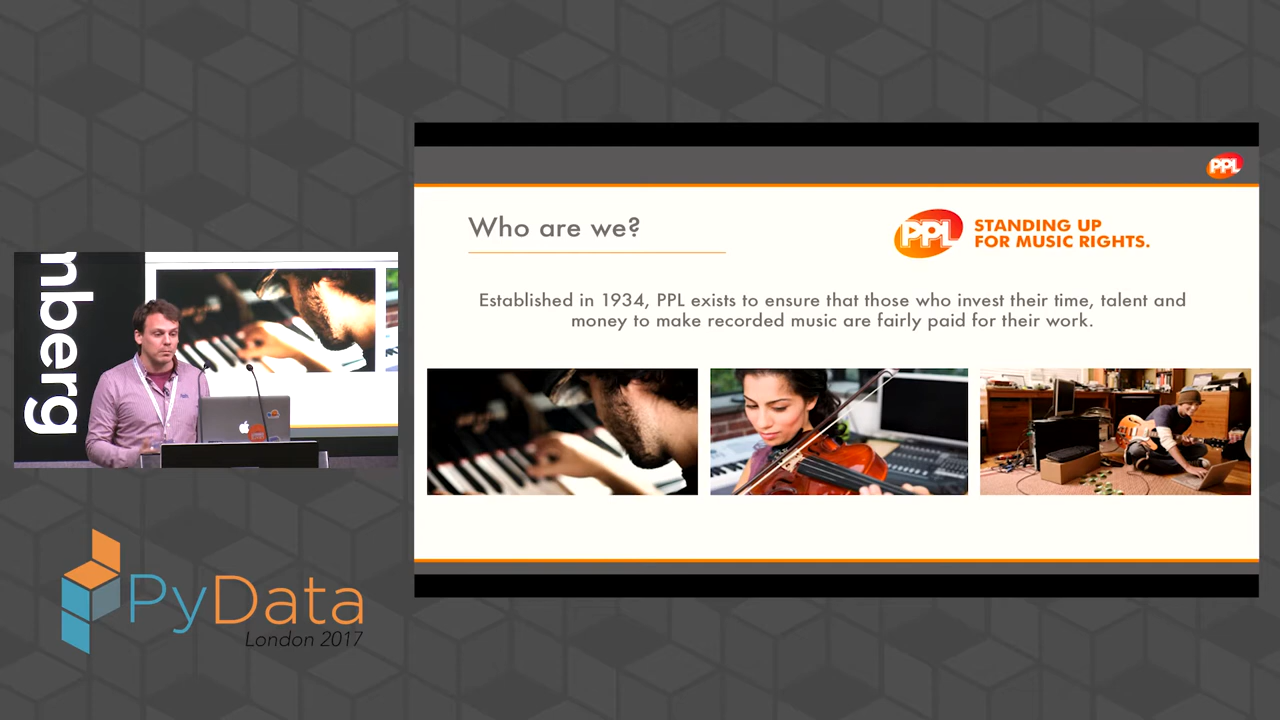 PPL
Who are we?
PPL
STANDING UP
FOR MUSIC RIGHTS.
Established in 1934, PPL exists to ensure that those who invest their time, talent and
money to make recorded music are fairly paid for their work.
mberg
PyData
London 2017